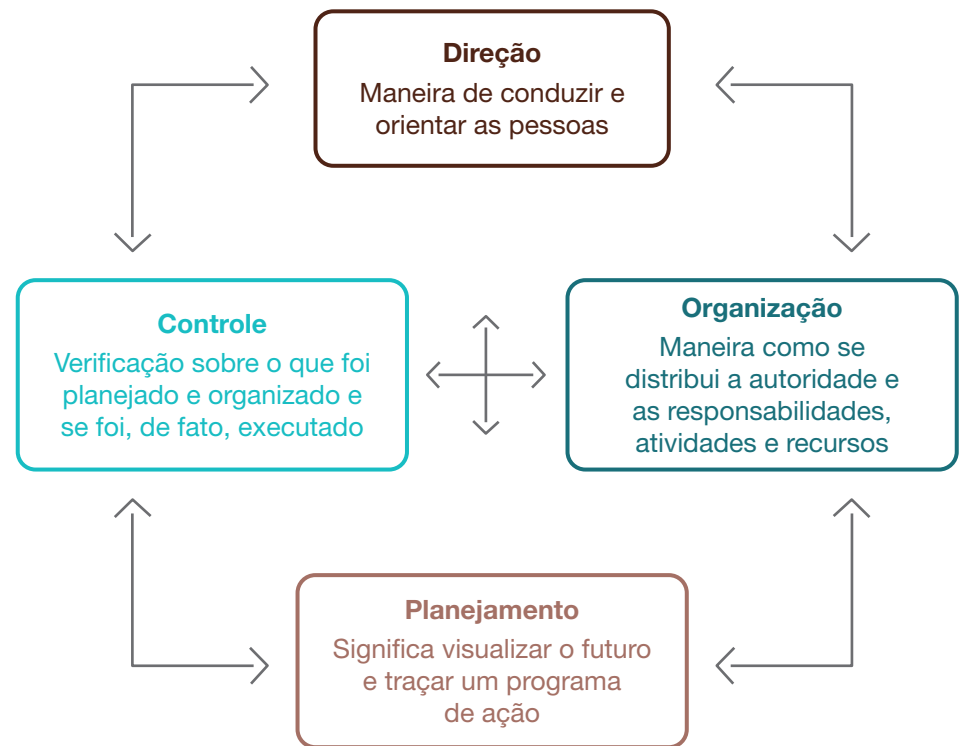 Direção
Maneira de conduzir e
orientar as pessoas
Controle
Verificação sobre o que foi
planejado e organizado e
se foi, de fato, executado
Organização
Maneira como se
distribui a autoridade e
as responsabilidades,
atividades e recursos
Planejamento
Significa visualizar o futuro
e traçar um programa
de ação